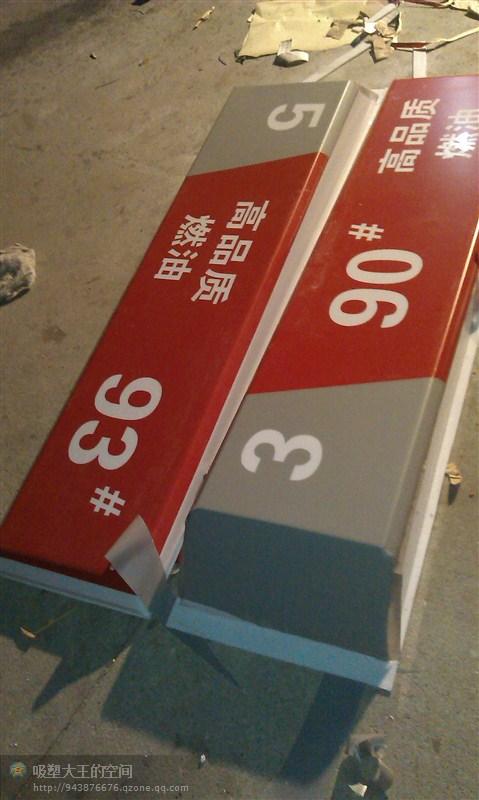 5
高品质
燃油
93#
高品质
燃油
90#
3
吸塑大王的空间
http://943876676.qzone.qq.com